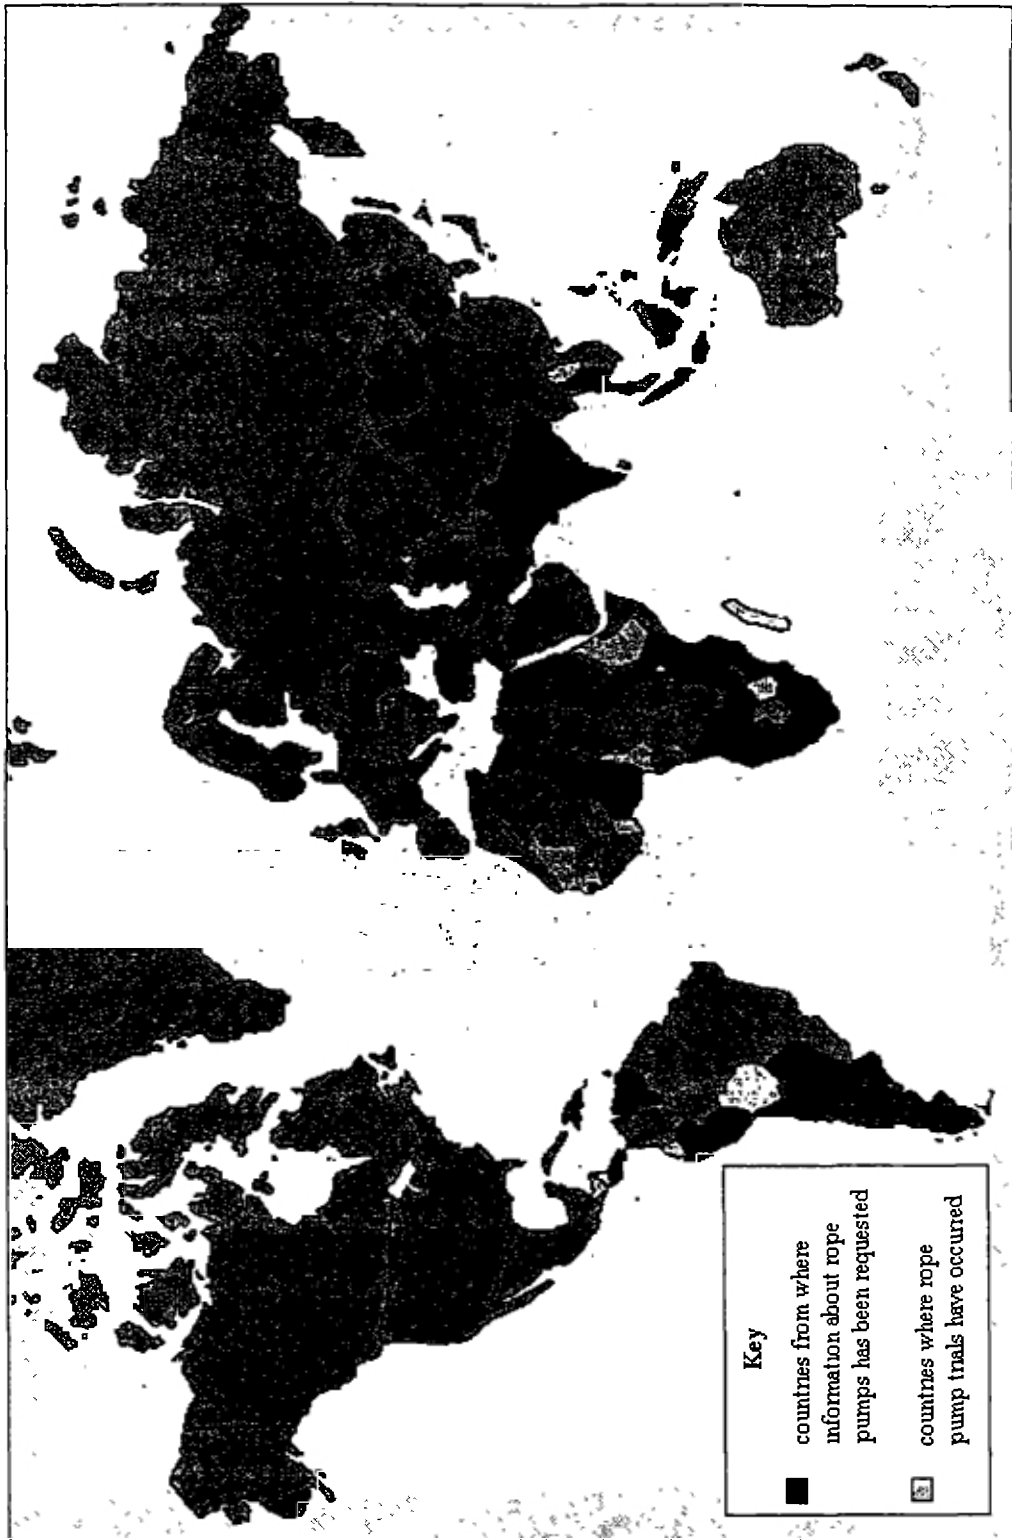 Key
countries from where
information about rope
pumps has been requested
countries where rope
pump trials have occurred